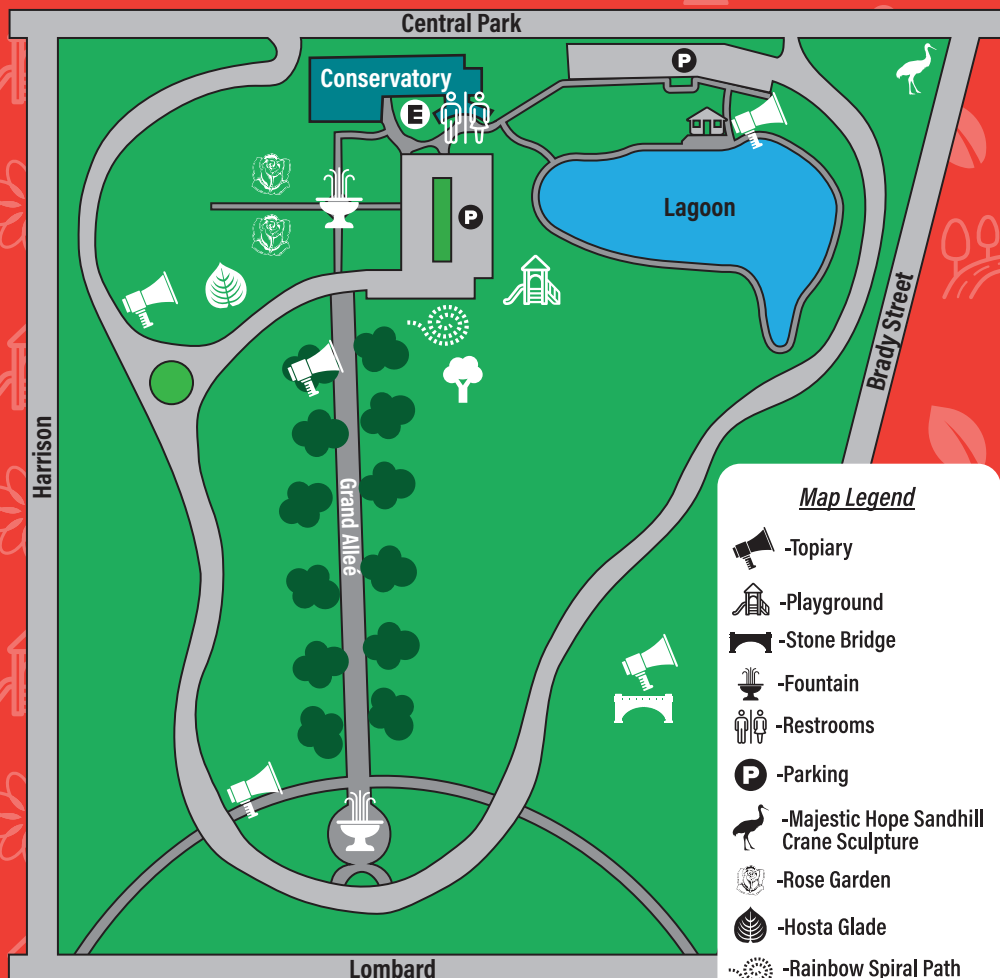 Central Park
Conservatory
E
P
P
Lagoon
Brady Street
Harrison
Grand Alleé
Lombard
Map Legend
-Topiary
-Playground
-Stone Bridge
-Fountain
-Restrooms
P -Parking
-Majestic Hope Sandhill
Crane Sculpture
-Rose Garden
-Hosta Glade
-Rainbow Spiral Path